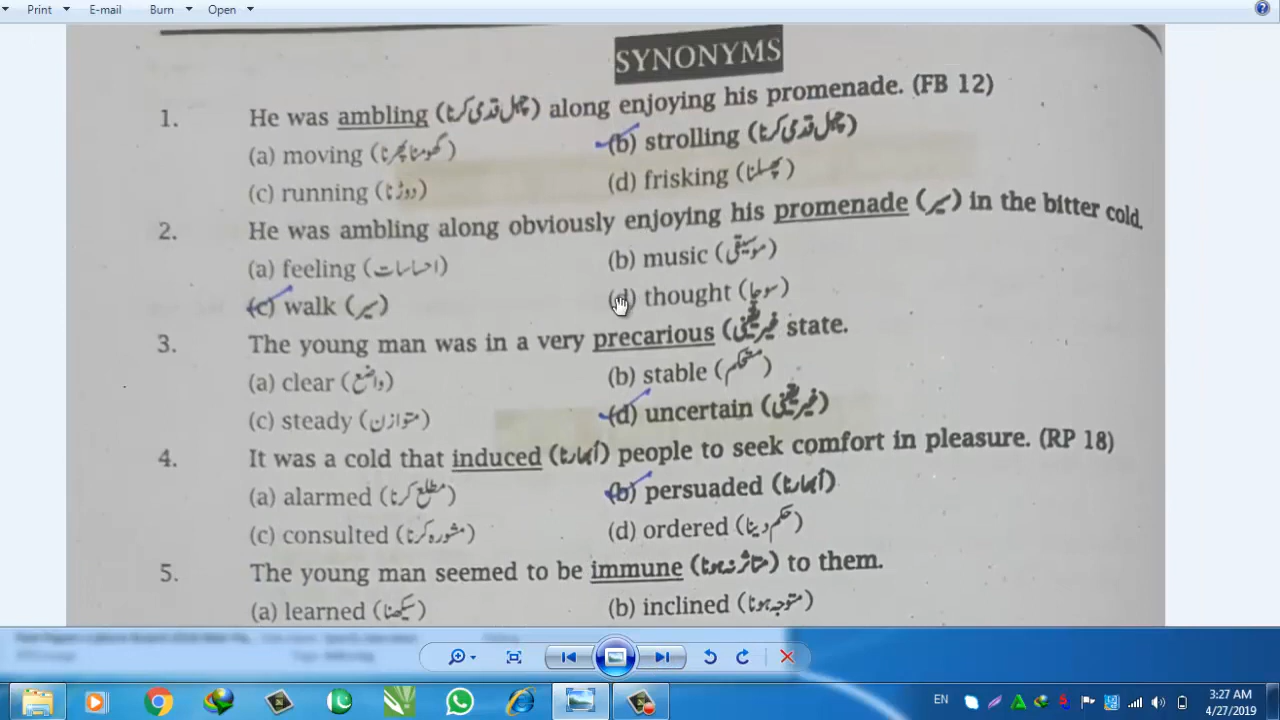 Print Burn E-mail Open
SYNONYMS
1. He was ambling (چہل قدمی کرنا) along enjoying his promenade. (FB 12)
(a) moving (گھومنا پھرنا) (b) strolling (چہل قدمی کرنا)
(c) running (دوڑنا) (d) frisking (پھسلنا)
2. He was ambling along obviously enjoying his promenade (سیر) in the bitter cold.
(a) feeling (احساسات) (b) music (موسیقی)
(c) walk (سیر) (d) thought (سوچا)
3. The young man was in a very precarious (غیر یقینی state.
(a) clear (واضع) (b) stable (مستحکم)
(c) steady (متوازن) (d) uncertain (غیر یقینی)
4. It was a cold that induced (اُبھارنا) people to seek comfort in pleasure. (RP 18)
(a) alarmed (مطلع کرنا) (b) persuaded (اُبھارنا)
(c) consulted (مشورہ کرنا) (d) ordered (حکم دینا)
5. The young man seemed to be immune (متاثر نہ ہونا) to them.
(a) learned (سیکھنا) (b) inclined (متوجہ ہونا)
EN 3:27 AM
4/27/2019